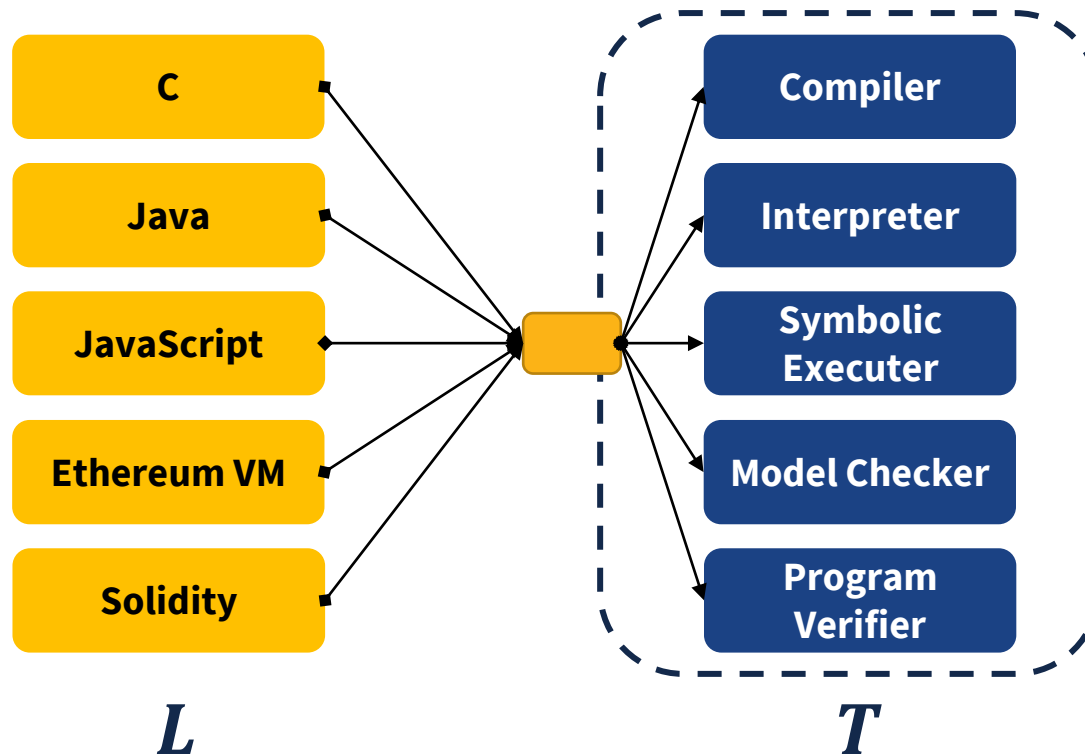 C
Java
JavaScript
Ethereum VM
Solidity
L
Compiler
Interpreter
Symbolic
Executer
Model Checker
Program
Verifier
T